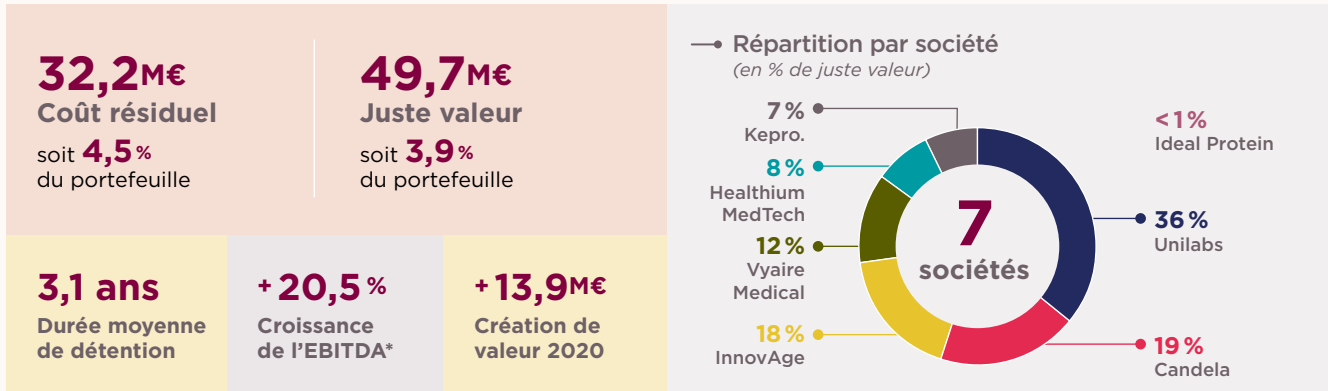 32,2M€
Coût résiduel
soit 4,5 %
du portefeuille
49,7M€
Juste valeur
soit 3,9 %
du portefeuille
3,1 ans
Durée moyenne
de détention
+ 20,5 %
Croissance
de l’EBITDA*
+ 13,9M€
Création de
valeur 2020
Répartition par société
(en % de juste valeur)
7 %
Kepro.
8 %
Healthium
MedTech
12 %
Vyaire
Medical
18 %
InnovAge
7
sociétés
< 1 %
Ideal Protein
36 %
Unilabs
19 %
Candela